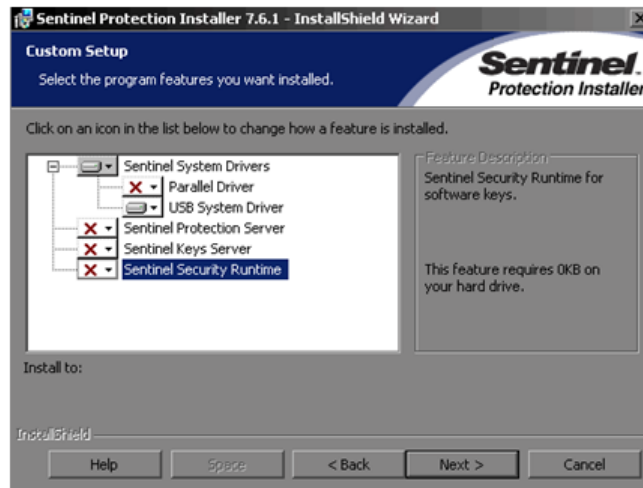 Sentinel Protection Installer 7.6.1 - InstallShield Wizard
Custom Setup
Select the program features you want installed.
Sentinel.
Protection Installer
Click on an icon in the list below to change how a feature is installed.
Sentinel System Drivers
Parallel Driver
USB System Driver
Sentinel Protection Server
Sentinel Keys Server
Sentinel Security Runtime
Feature Description
Sentinel Security Runtime for
software keys.
This feature requires 0KB on
your hard drive.
Install to:
InstallShield
Help
Space
< Back
Next >
Cancel